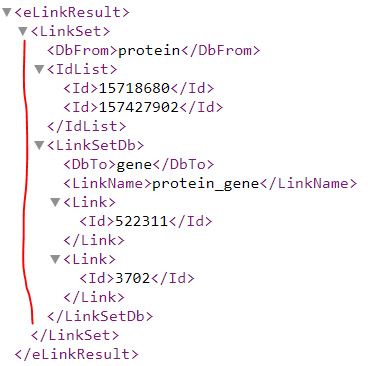 <eLinkResult>
<LinkSet>
<DbFrom>protein</DbFrom>
<IdList>
<Id>15718680</Id>
<Id>157427902</Id>
</IdList>
<LinkSetDb>
<DbTo>gene</DbTo>
<LinkName>protein_gene</LinkName>
<Link>
<Id>522311</Id>
</Link>
<Link>
<Id>3702</Id>
</Link>
</LinkSetDb>
</LinkSet>
</eLinkResult>